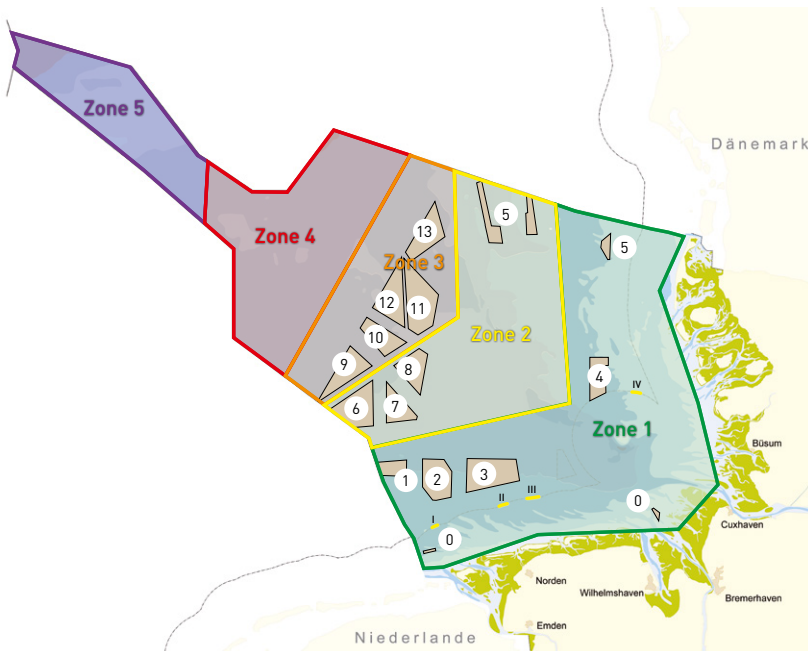 Zone 5
Dänemark
5
13
Zone 4
5
Zone 3
12
11
10
Zone 2
9
8
4
IV
6
7
Zone 1
Büsum
1
2
3
III
II
0
I
Cuxhaven
0
Norden
Wilhelmshaven
Bremerhaven
Emden
Niederlande